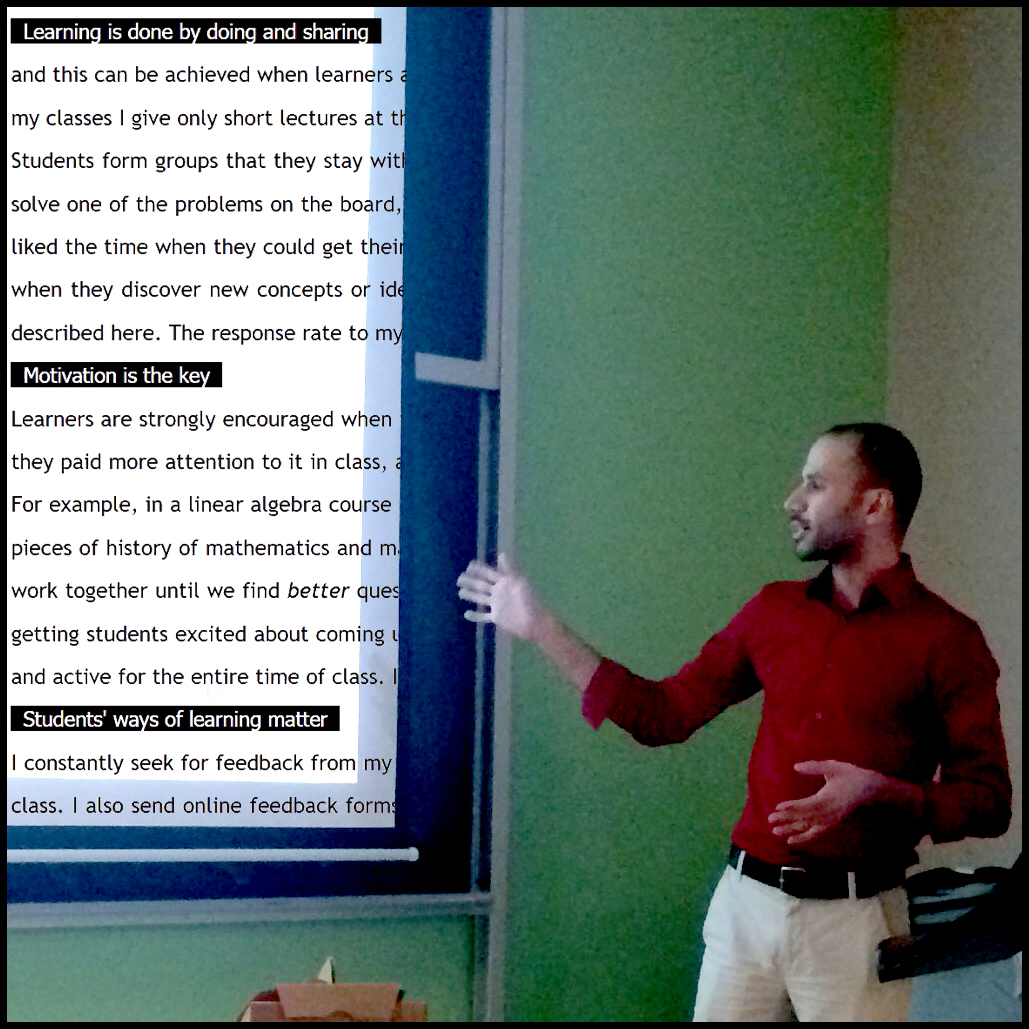 Learning is done by doing and sharing
and this can be achieved when learners
my classes I give only short lectures at
Students form groups that they stay with
solve one of the problems on the board,
liked the time when they could get their
when they discover new concepts or
described here. The response rate to my
Motivation is the key
Learners are strongly encouraged when
they paid more attention to it in class,
For example, in a linear algebra course
pieces of history of mathematics and
work together until we find better
getting students excited about coming
and active for the entire time of class.
Students' ways of learning matter
I constantly seek for feedback from my
class. I also send online feedback forms